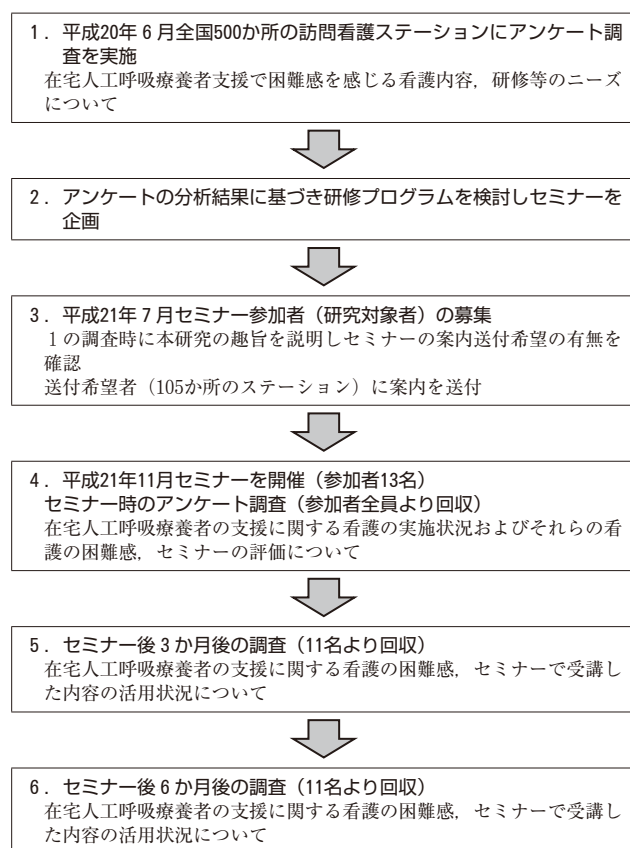 1．平成20年６月全国500か所の訪問看護ステーションにアンケート調
査を実施
在宅人工呼吸療養者支援で困難感を感じる看護内容，研修等のニーズ
について
2．アンケートの分析結果に基づき研修プログラムを検討しセミナーを
企画
3．平成21年７月セミナー参加者（研究対象者）の募集
１の調査時に本研究の趣旨を説明しセミナーの案内送付希望の有無を
確認
送付希望者（105か所のステーション）に案内を送付
4．平成21年11月セミナーを開催（参加者13名）
セミナー時のアンケート調査（参加者全員より回収）
在宅人工呼吸療養者の支援に関する看護の実施状況およびそれらの看
護の困難感，セミナーの評価について
5．セミナー後３か月後の調査（11名より回収）
在宅人工呼吸療養者の支援に関する看護の困難感，セミナーで受講し
た内容の活用状況について
6．セミナー後６か月後の調査（11名より回収）
在宅人工呼吸療養者の支援に関する看護の困難感，セミナーで受講し
た内容の活用状況について